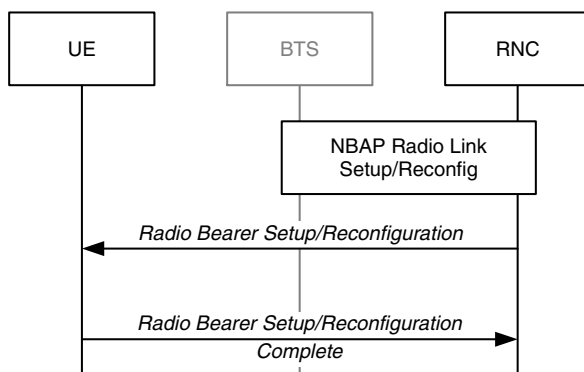 UE
BTS
RNC
NBAP Radio Link
Setup/Reconfig
Radio Bearer Setup/Reconfiguration
Radio Bearer Setup/Reconfiguration
Complete